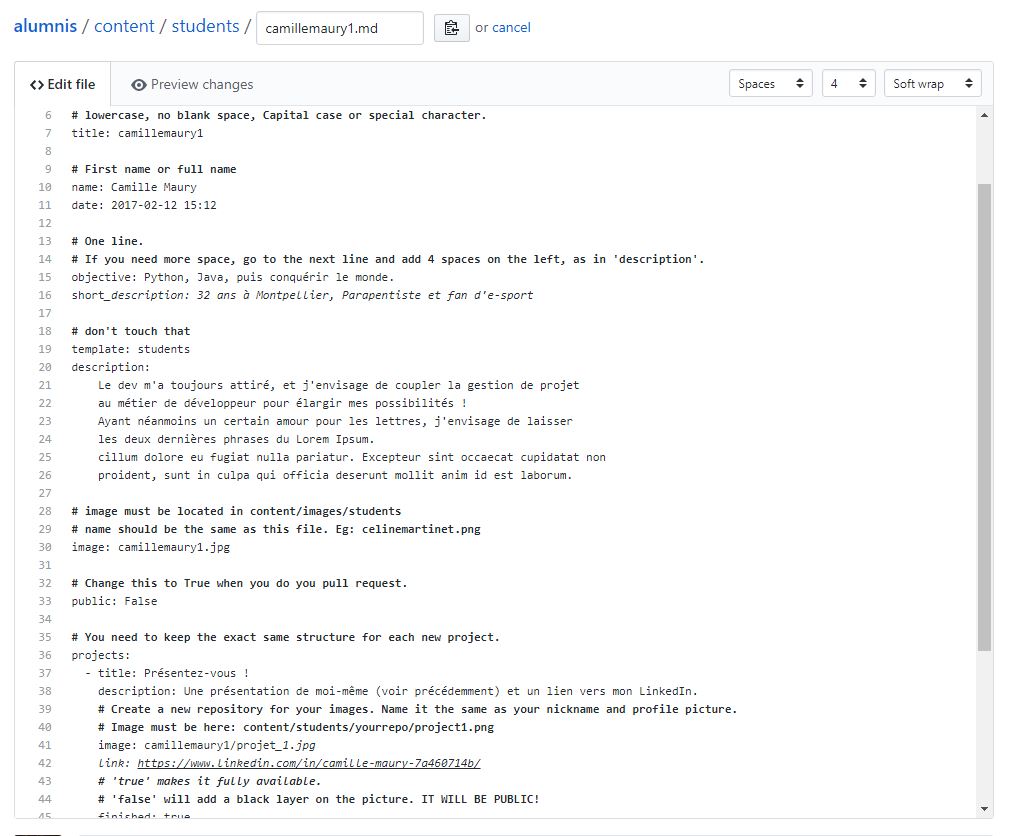 alumnis / content / students / camillemaury1.md or cancel
Edit file Preview changes Spaces 4 Soft wrap
6 # lowercase, no blank space, Capital case or special character.
7 title: camillemaury1
8
9 # First name or full name
10 name: Camille Maury
11 date: 2017-02-12 15:12
12
13 # One line.
14 # If you need more space, go to the next line and add 4 spaces on the left, as in 'description'.
15 objective: Python, Java, puis conquérir le monde.
16 short_description: 32 ans à Montpellier, Parapentiste et fan d'e-sport
17
18 # don't touch that
19 template: students
20 description:
21 Le dev m'a toujours attiré, et j'envisage de coupler la gestion de projet
22 au métier de développeur pour élargir mes possibilités !
23 Ayant néanmoins un certain amour pour les lettres, j'envisage de laisser
24 les deux dernières phrases du Lorem Ipsum.
25 cillum dolore eu fugiat nulla pariatur. Excepteur sint occaecat cupidatat non
26 proident, sunt in culpa qui officia deserunt mollit anim id est laborum.
27
28 # image must be located in content/images/students
29 # name should be the same as this file. Eg: celinemartinet.png
30 image: camillemaury1.jpg
31
32 # Change this to True when you do you pull request.
33 public: False
34
35 # You need to keep the exact same structure for each new project.
36 projects:
37 - title: Présentez-vous !
38 description: Une présentation de moi-même (voir précédemment) et un lien vers mon LinkedIn.
39 # Create a new repository for your images. Name it the same as your nickname and profile picture.
40 # Image must be here: content/students/yourrepo/project1.png
41 image: camillemaury1/projet_1.jpg
42 link: https://www.linkedin.com/in/camille-maury-7a460714b/
43 # 'true' makes it fully available.
44 # 'false' will add a black layer on the picture. IT WILL BE PUBLIC!
45 finished: true